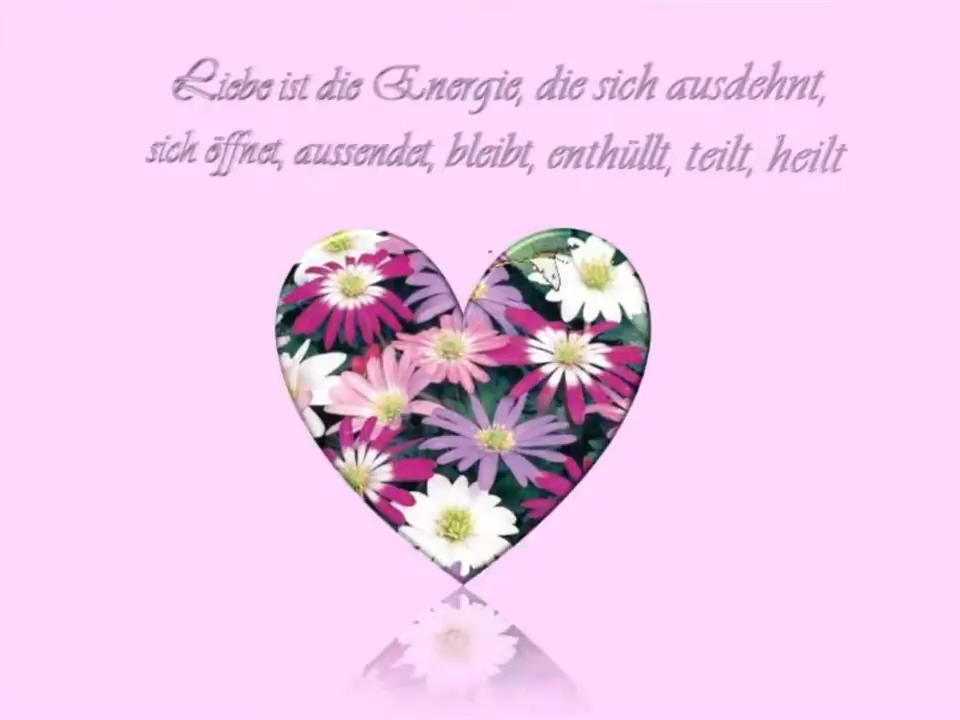 Liebe ist die Energie, die sich ausdehnt,
sich öffnet, aussendet, bleibt, enthüllt, teilt, heilt